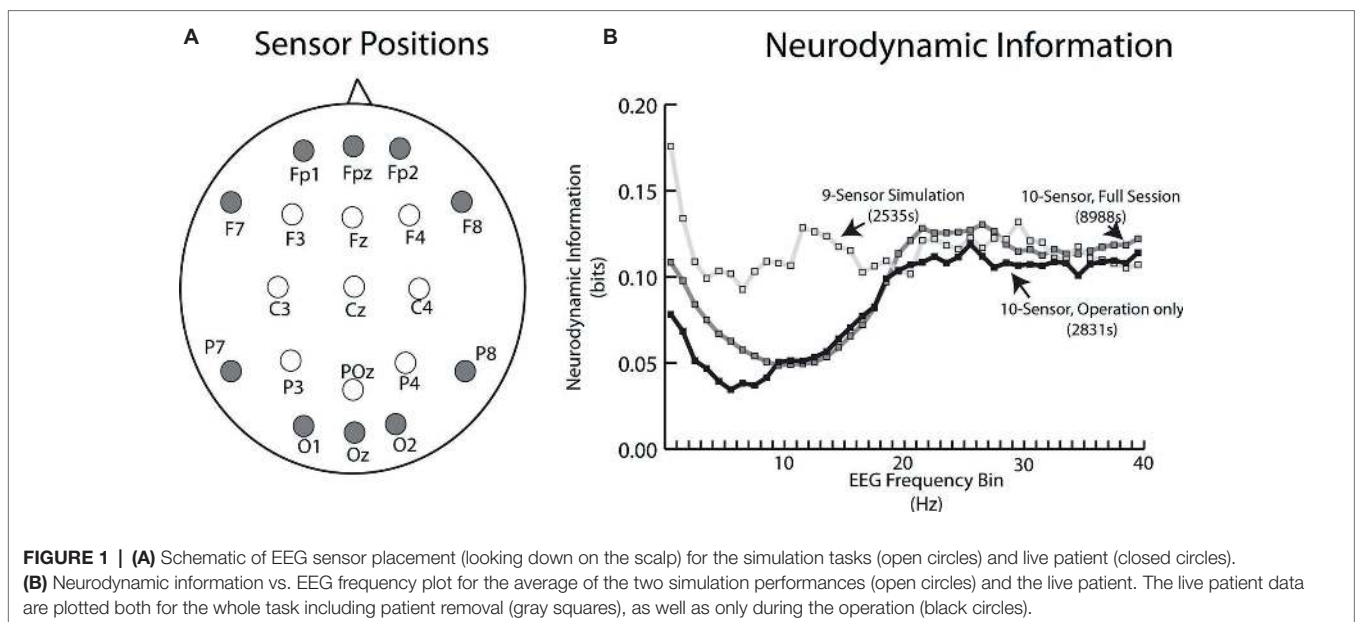 A
Sensor Positions
Fp1
Fpz
Fp2
F7
F3
Fz
F4
F8
C3
Cz
C4
P7
P3
POz
P4
P8
O1
Oz
O2
B
Neurodynamic Information
Neurodynamic Information
(bits)
0.20
0.15
0.10
0.05
0.00
9-Sensor Simulation
(2535s)
10-Sensor, Full Session
(8988s)
10-Sensor, Operation only
(2831s)
10
20
30
40
EEG Frequency Bin
(Hz)
FIGURE 1 | (A) Schematic of EEG sensor placement (looking down on the scalp) for the simulation tasks (open circles) and live patient (closed circles).
(B) Neurodynamic information vs. EEG frequency plot for the average of the two simulation performances (open circles) and the live patient. The live patient data
are plotted both for the whole task including patient removal (gray squares), as well as only during the operation (black circles).